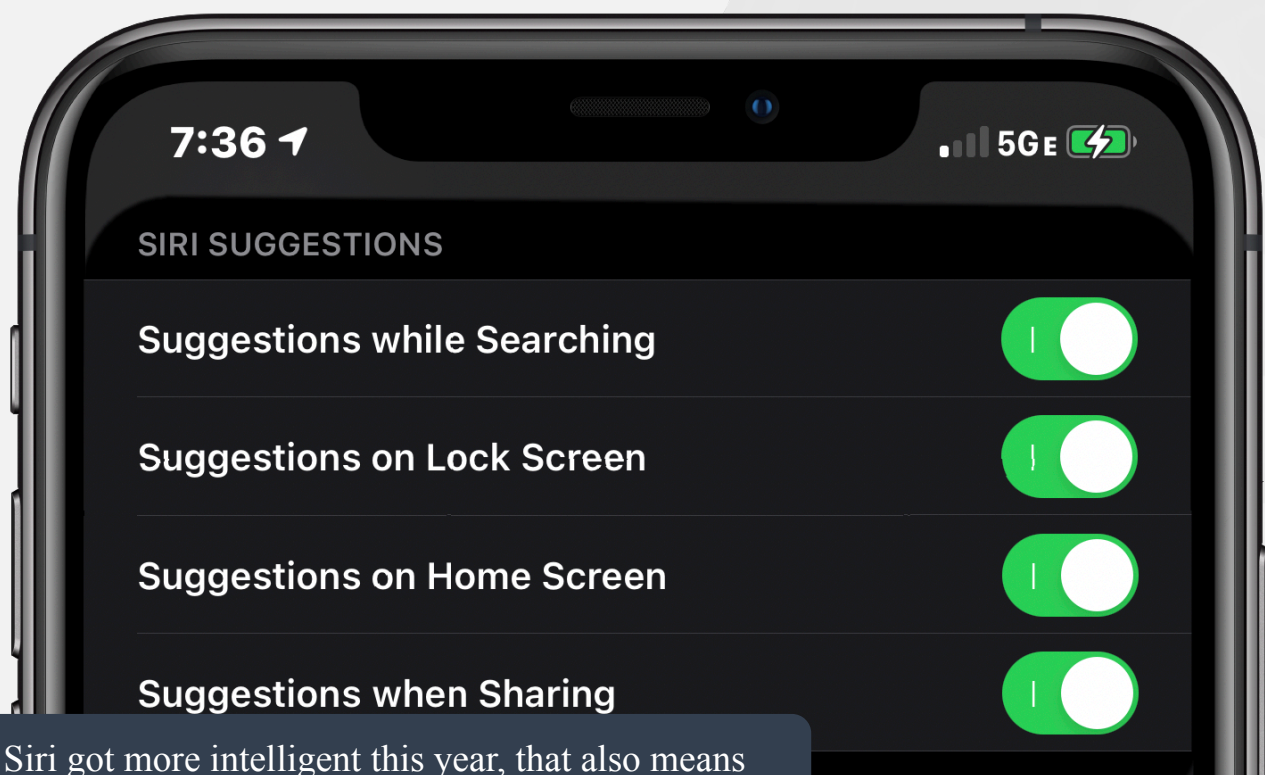 7:36
5GE
SIRI SUGGESTIONS
Suggestions while Searching
Suggestions on Lock Screen
Suggestions on Home Screen
Suggestions when Sharing
Siri got more intelligent this year, that also means